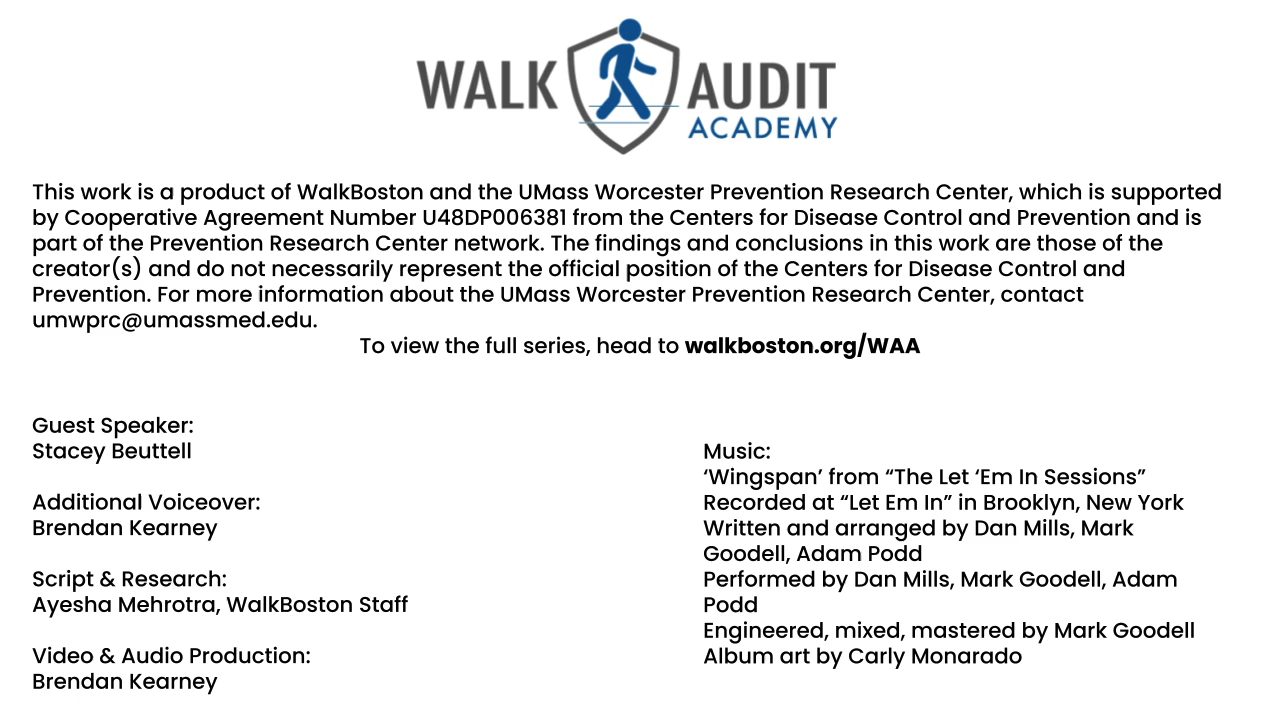 WALK AUDIT
ACADEMY
This work is a product of WalkBoston and the UMass Worcester Prevention Research Center, which is supported
by Cooperative Agreement Number U48DP006381 from the Centers for Disease Control and Prevention and is
part of the Prevention Research Center network. The findings and conclusions in this work are those of the
creator(s) and do not necessarily represent the official position of the Centers for Disease Control and
Prevention. For more information about the UMass Worcester Prevention Research Center, contact
umwprc@umassmed.edu.
To view the full series, head to walkboston.org/WAA
Guest Speaker:
Stacey Beuttell
Additional Voiceover:
Brendan Kearney
Script & Research:
Ayesha Mehrotra, WalkBoston Staff
Video & Audio Production:
Brendan Kearney
Music:
‘Wingspan’ from “The Let ‘Em In Sessions”
Recorded at “Let Em In” in Brooklyn, New York
Written and arranged by Dan Mills, Mark
Goodell, Adam Podd
Performed by Dan Mills, Mark Goodell, Adam
Podd
Engineered, mixed, mastered by Mark Goodell
Album art by Carly Monarado